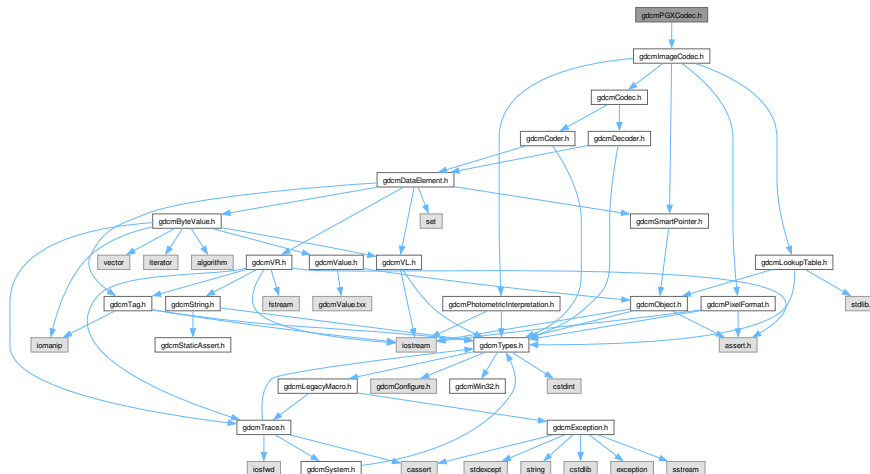 gdcmPGXCodec.h
gdcmImageCodec.h
gdcmCodec.h
gdcmCoder.h
gdcmDecoder.h
gdcmDataElement.h
gdcmByteValue.h
set
gdcmSmartPointer.h
vector
iterator
algorithm
gdcmVR.h
gdcmValue.h
gdcmVL.h
gdcmLookupTable.h
gdcmTag.h
gdcmString.h
fstream
gdcmValue.txx
gdcmPhotometricInterpretation.h
gdcmObject.h
gdcmPixelFormat.h
stdlib.
iomanip
gdcmStaticAssert.h
iostream
gdcmTypes.h
assert.h
gdcmLegacyMacro.h
gdcmConfigure.h
gdcmWin32.h
cstdint
gdcmTrace.h
gdcmException.h
iosfwd
gdcmSystem.h
cassert
stdexcept
string
cstdlib
exception
sstream